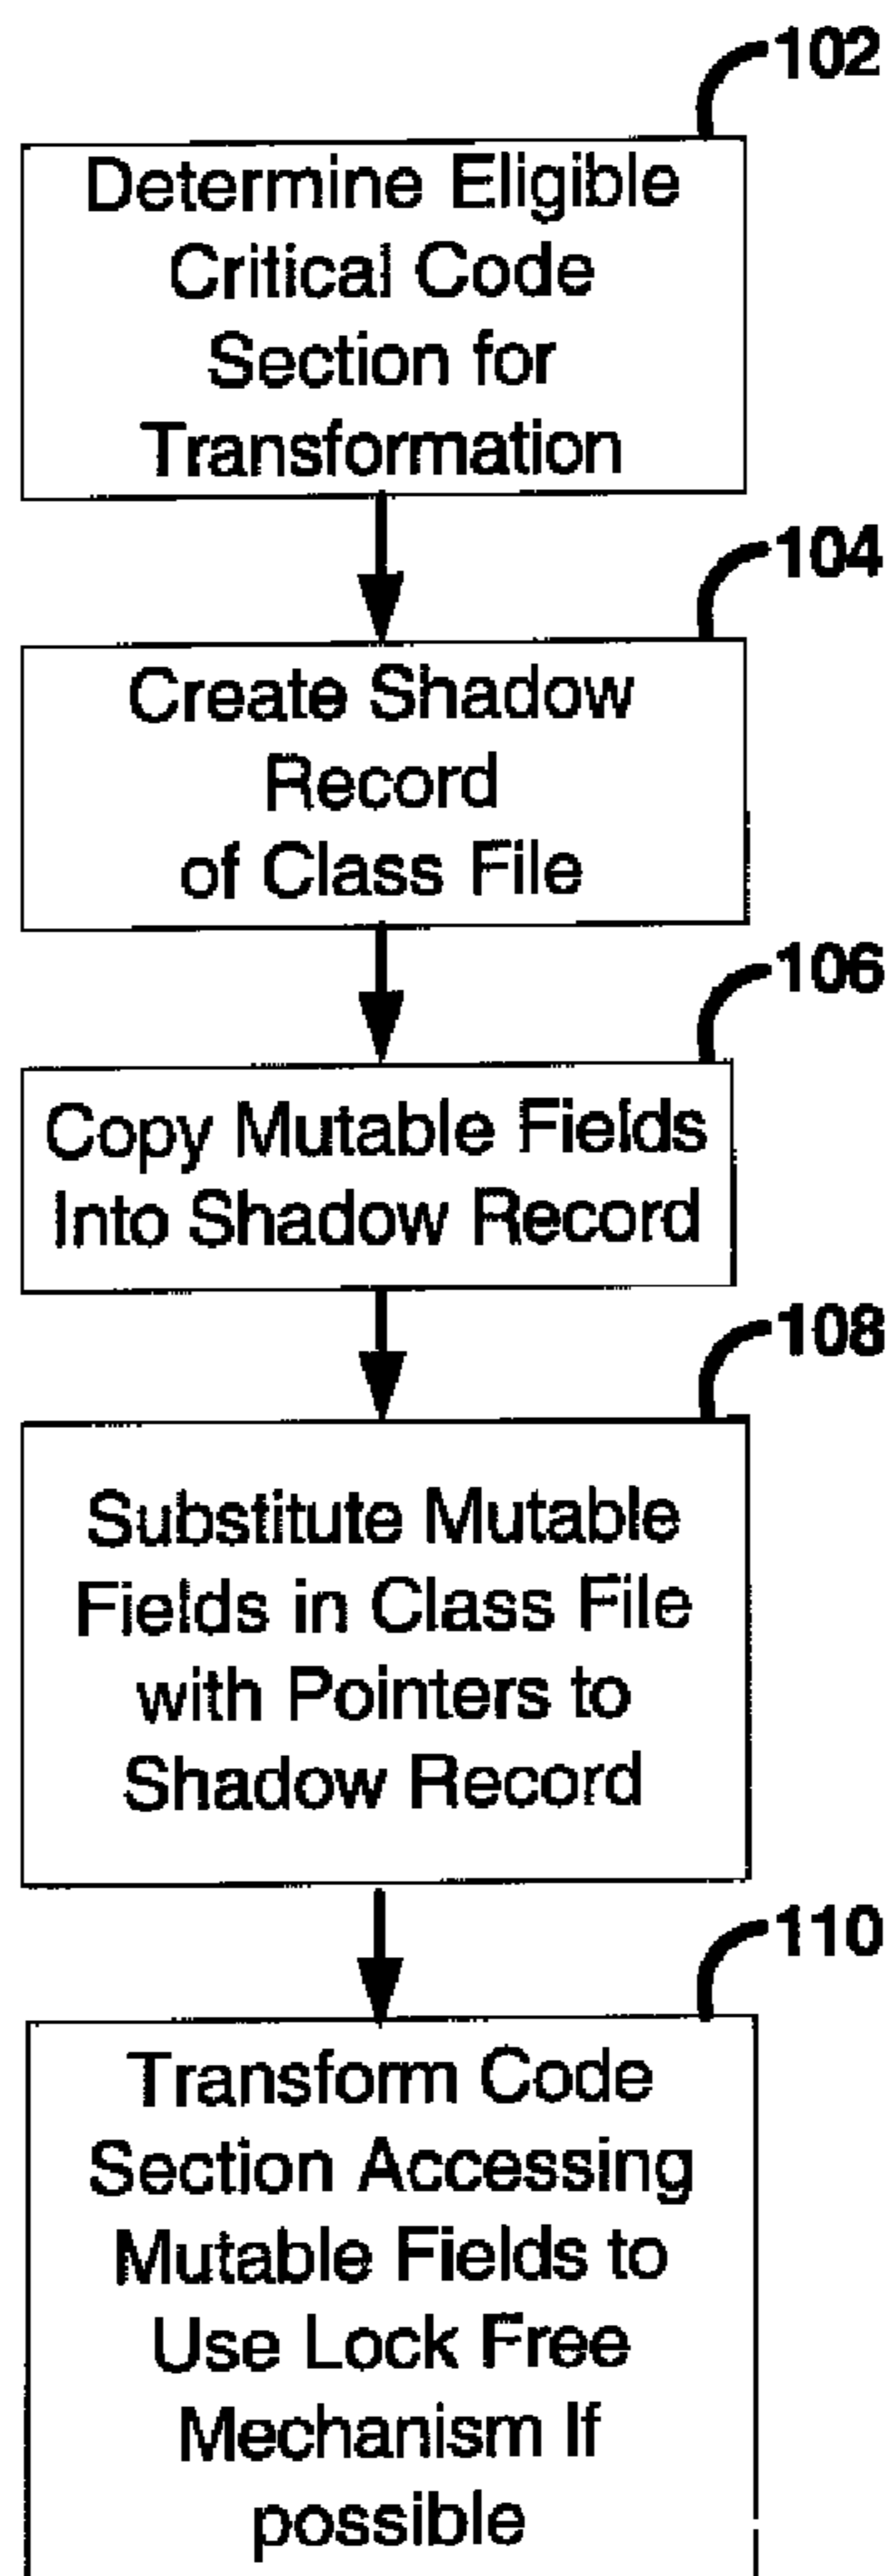 102
Determine Eligible
Critical Code
Section for
Transformation
104
Create Shadow
Record
of Class File
106
Copy Mutable Fields
Into Shadow Record
108
Substitute Mutable
Fields in Class File
with Pointers to
Shadow Record
110
Transform Code
Section Accessing
Mutable Fields to
Use Lock Free
Mechanism If
possible